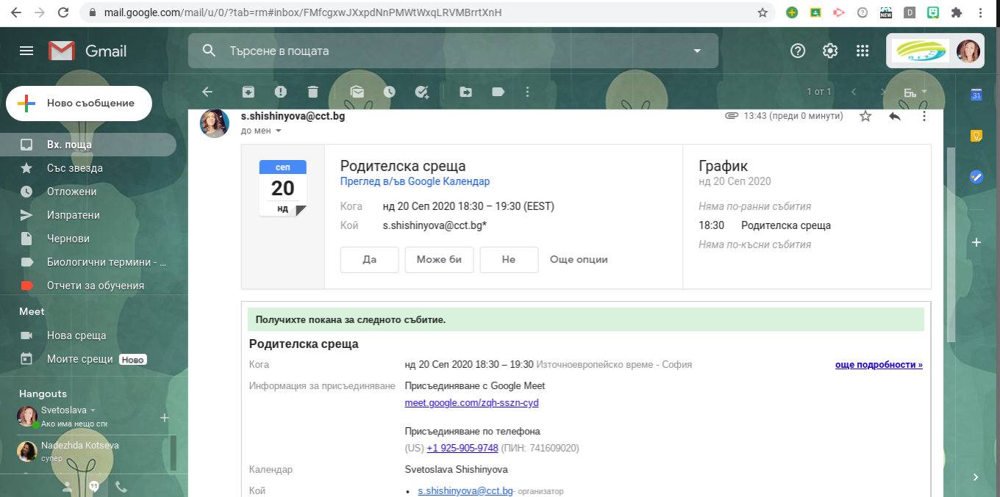 mail.google.com/mail/u/0/?tab=rm#inbox/FMfcgxwJXxpdNnPMWtWxqLRVMBrrtXnH
NEW
D
Gmail
Търсене в пощата
Ново съобщение
1 от 1
31
s.shishinyova@cct.bg
13:43 (преди 0 минути)
до мен
Вх. поща
Със звезда
Отложени
Изпратени
Чернови
Биологични термини - ...
Отчети за обучения
Meet
Нова среща
Моите срещи Ново
Hangouts
Svetoslava
Ако има нещо
Nadezhda Kotseva
супер
сеп
20
нд
Родителска среща
Преглед в/ъв Google Календар
Кога нд 20 Сеп 2020 18:30 – 19:30 (EEST)
Кой s.shishinyova@cct.bg*
Да Може би Не Още опции
График
нд 20 Сеп 2020
Няма по-ранни събития
18:30 Родителска среща
Няма по-късни събития
Получихте покана за следното събитие.
Родителска среща
Кога нд 20 Сеп 2020 18:30 – 19:30 Източноевропейско време - София още подробности »
Информация за присъединяване Присъединяване с Google Meet
meet.google.com/zqh-sszn-cyd
Присъединяване по телефона
(US) +1 925-905-9748 (ПИН: 741609020)
Календар Svetoslava Shishinyova
Кой • s.shishinyova@cct.bg- организатор